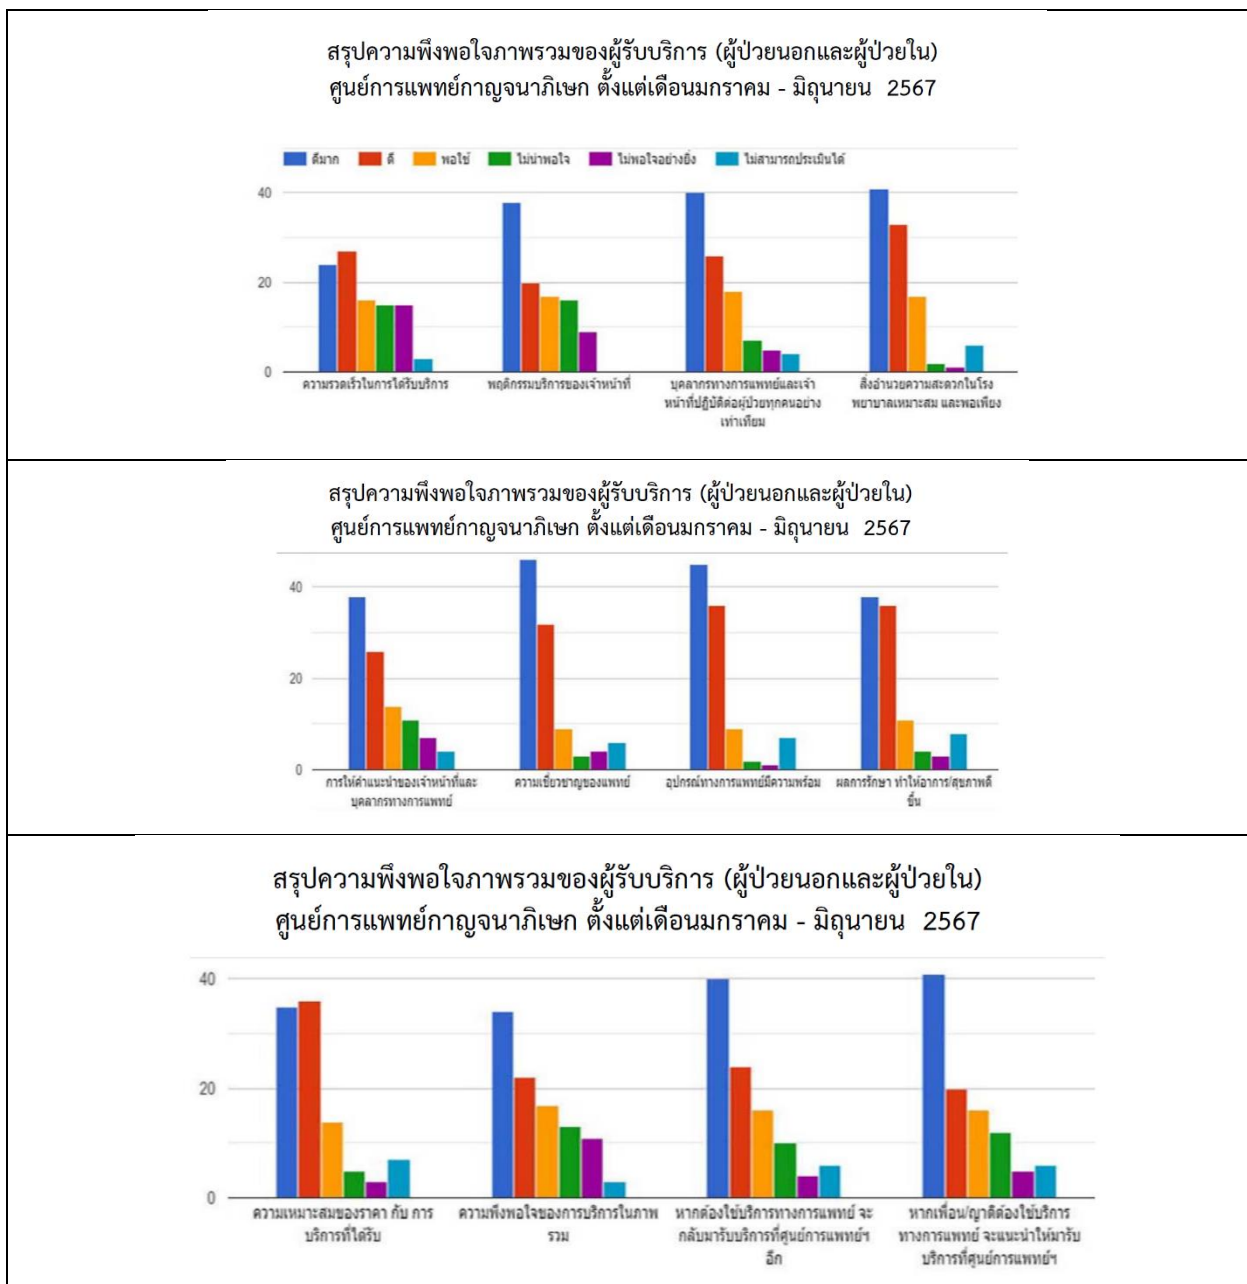 สรุปความพึงพอใจภาพรวมของผู้รับบริการ (ผู้ป่วยนอกและผู้ป่วยใน)
ศูนย์การแพทย์กาญจนาภิเษก ตั้งแต่เดือนมกราคม - มิถุนายน 2567
ดีมาก ดี พอใช้ ไม่น่าพอใจ ไม่พอใจอย่างยิ่ง ไม่สามารถประเมินได้
40
20
0
ความรวดเร็วในการได้รับบริการ
พฤติกรรมบริการของเจ้าหน้าที่
บุคลากรทางการแพทย์และเจ้า
หน้าที่ปฏิบัติต่อผู้ป่วยทุกคนอย่าง
เท่าเทียม
สิ่งอำนวยความสะดวกในโรง
พยาบาลเหมาะสม และพอเพียง
สรุปความพึงพอใจภาพรวมของผู้รับบริการ (ผู้ป่วยนอกและผู้ป่วยใน)
ศูนย์การแพทย์กาญจนาภิเษก ตั้งแต่เดือนมกราคม - มิถุนายน 2567
40
20
0
การให้คำแนะนำของเจ้าหน้าที่และ
บุคลากรทางการแพทย์
ความเชี่ยวชาญของแพทย์
อุปกรณ์ทางการแพทย์มีความพร้อม
ผลการรักษา ทำให้อาการ/สุขภาพดี
ขึ้น
สรุปความพึงพอใจภาพรวมของผู้รับบริการ (ผู้ป่วยนอกและผู้ป่วยใน)
ศูนย์การแพทย์กาญจนาภิเษก ตั้งแต่เดือนมกราคม - มิถุนายน 2567
40
20
0
ความเหมาะสมของราคา กับ การ
บริการที่ได้รับ
ความพึงพอใจของการบริการในภาพ
รวม
หากต้องใช้บริการทางการแพทย์ จะ
กลับมารับบริการที่ศูนย์การแพทย์ฯ
อีก
หากเพื่อน/ญาติต้องใช้บริการ
ทางการแพทย์ จะแนะนำให้มารับ
บริการที่ศูนย์การแพทย์ฯ